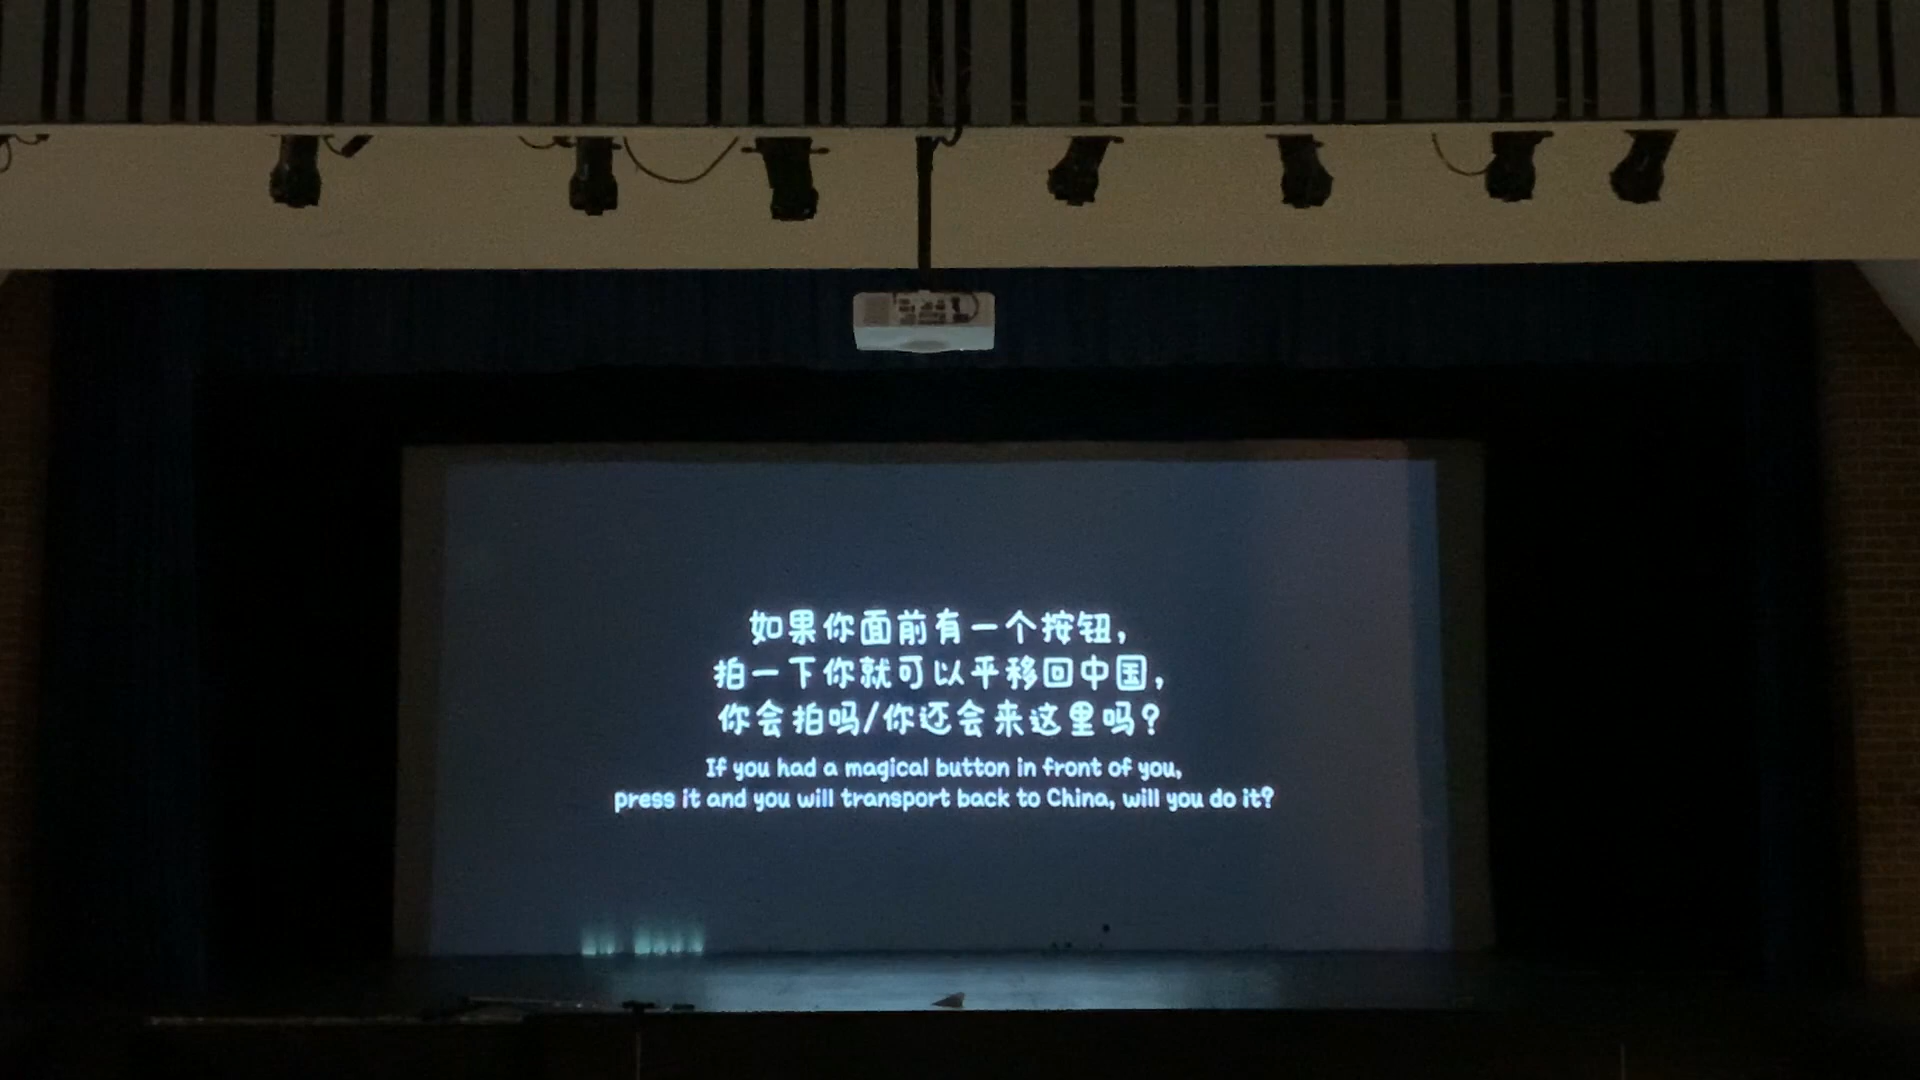 如果你面前有一个按钮,
拍一下你就可以平移回中国,
你会拍吗/你还会来这里吗?
If you had a magical button in front of you,
press it and you will transport back to China, will you do it?